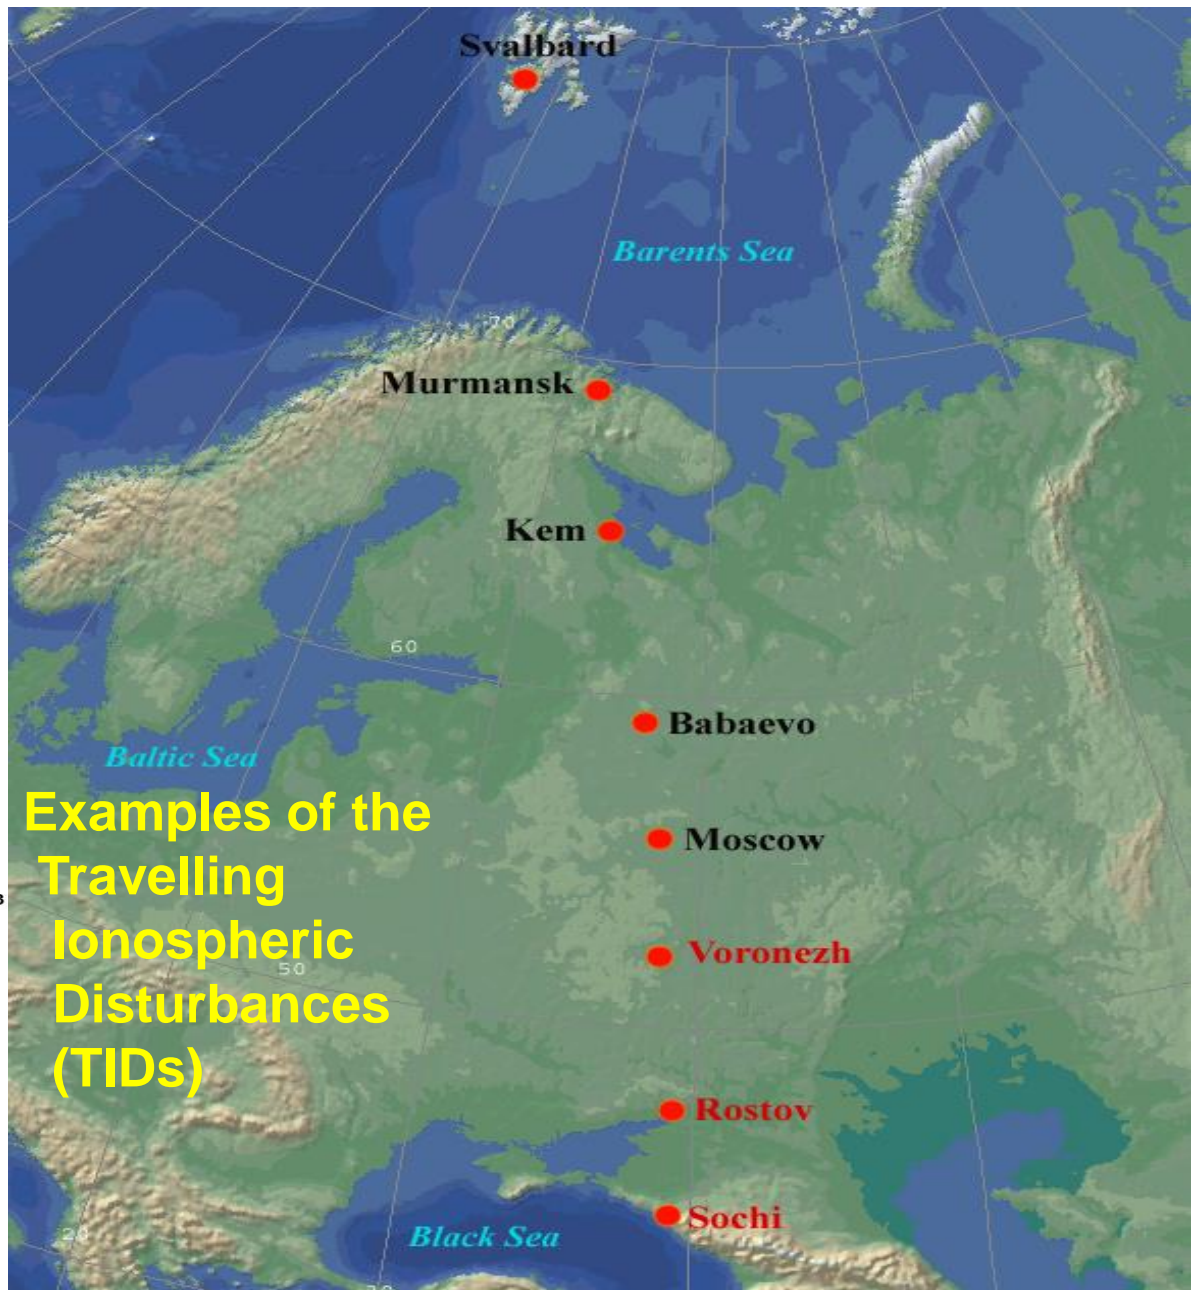 Svalbard
Barents Sea
70
Murmansk
Kem
60
Babaevo
Baltic Sea
Examples of the
Travelling
Ionospheric
Disturbances
(TIDs)
Moscow
Voronezh
50
Rostov
Sochi
Black Sea
20